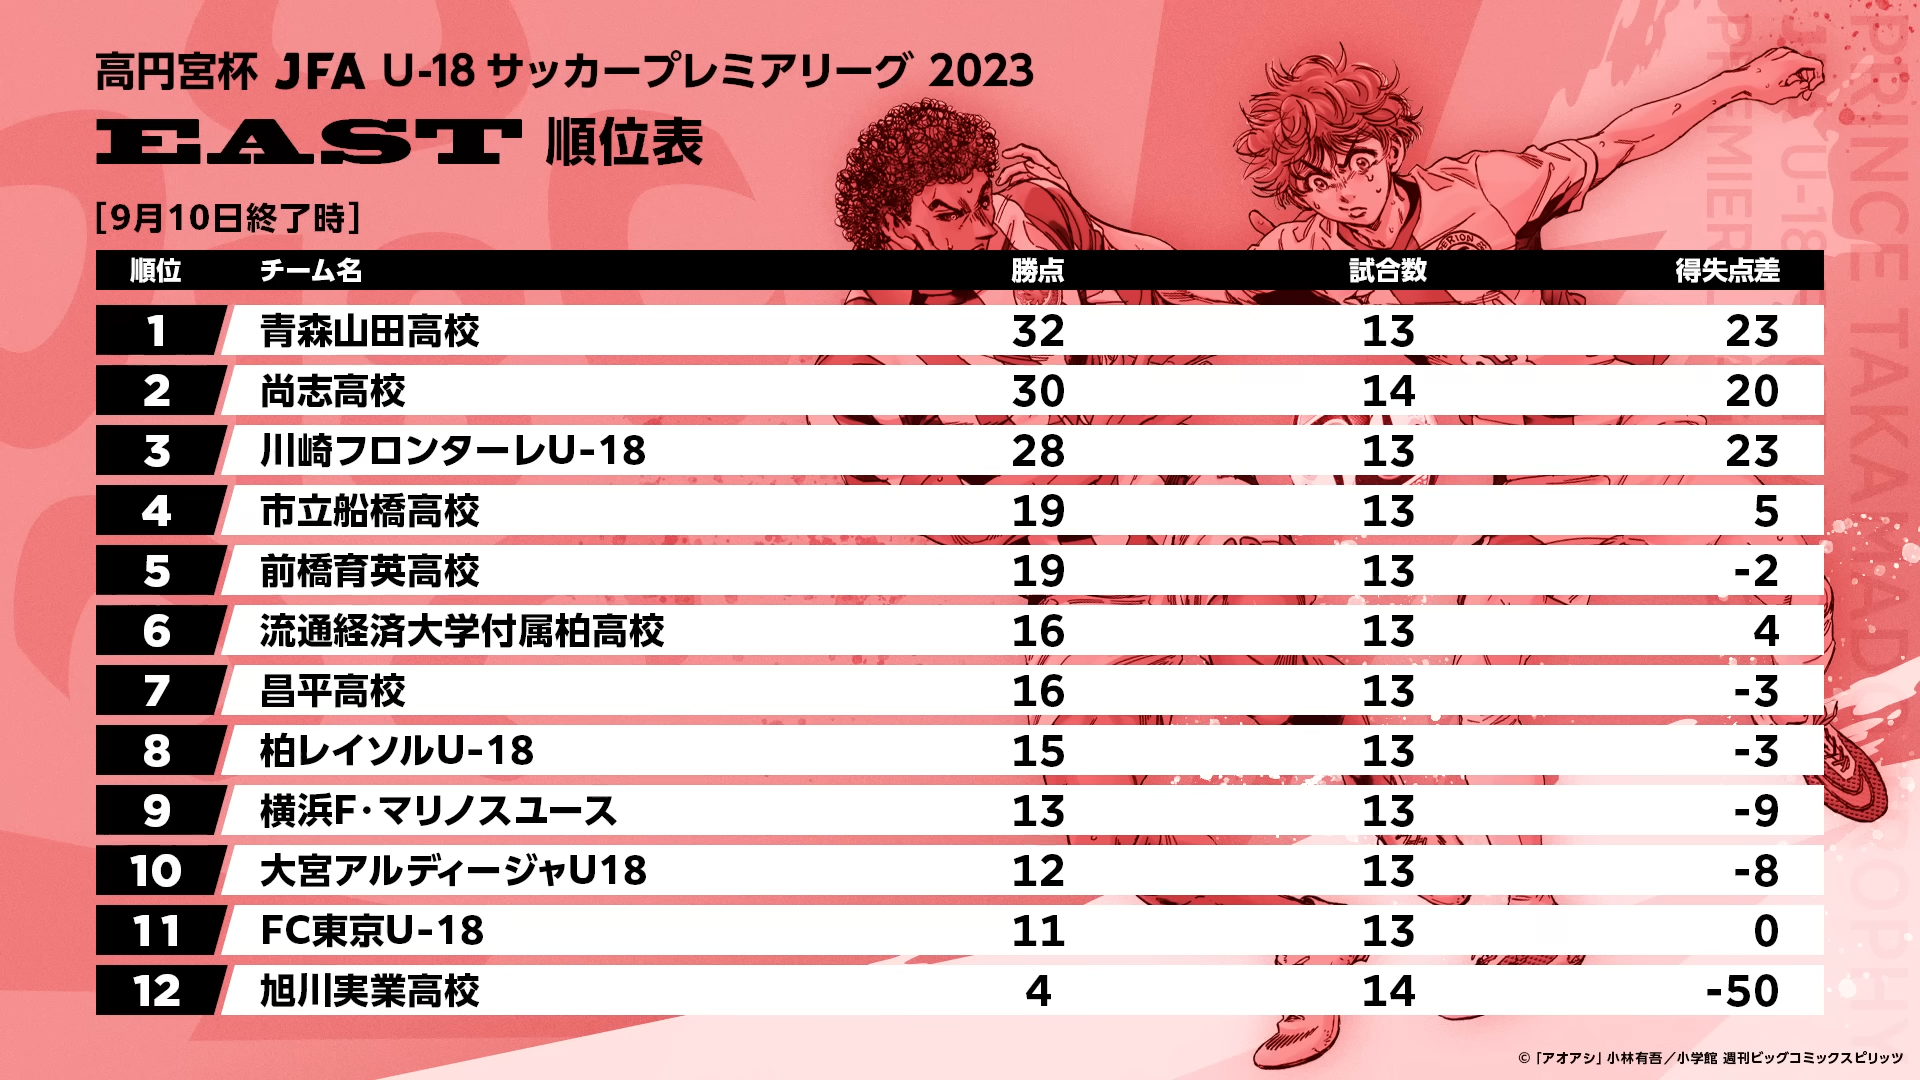 高円宮杯 JFA U-18 サッカープレミアリーグ 2023
EAST 順位表
[9月10日終了時]
順位 チーム名 勝点 試合数 得失点差
1 青森山田高校 32 13 23
2 尚志高校 30 14 20
3 川崎フロンターレU-18 28 13 23
4 市立船橋高校 19 13 5
5 前橋育英高校 19 13 -2
6 流通経済大学付属柏高校 16 13 4
7 昌平高校 16 13 -3
8 柏レイソルU-18 15 13 -3
9 横浜F・マリノスユース 13 13 -9
10 大宮アルディージャU18 12 13 -8
11 FC東京U-18 11 13 0
12 旭川実業高校 4 14 -50
©「アオアシ」小林有吾／小学館 週刊ビッグコミックスピリッツ